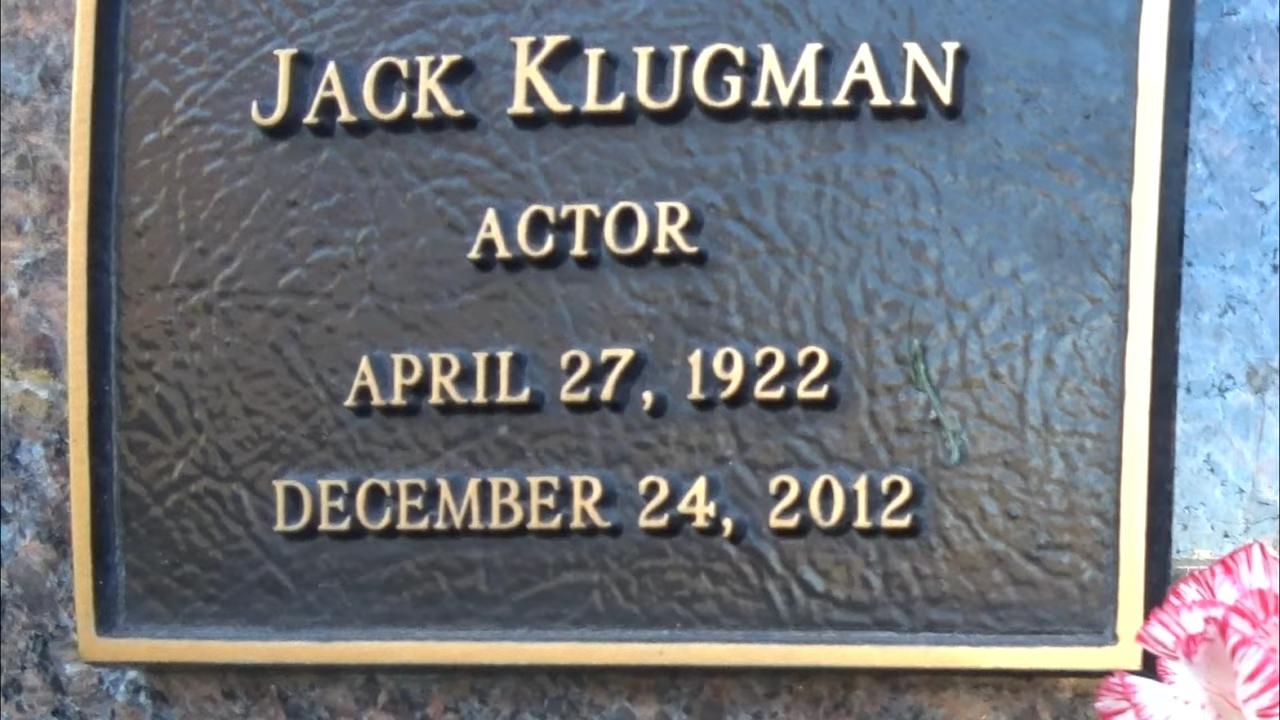 JACK KLUGMAN
ACTOR
APRIL 27, 1922
DECEMBER 24, 2012